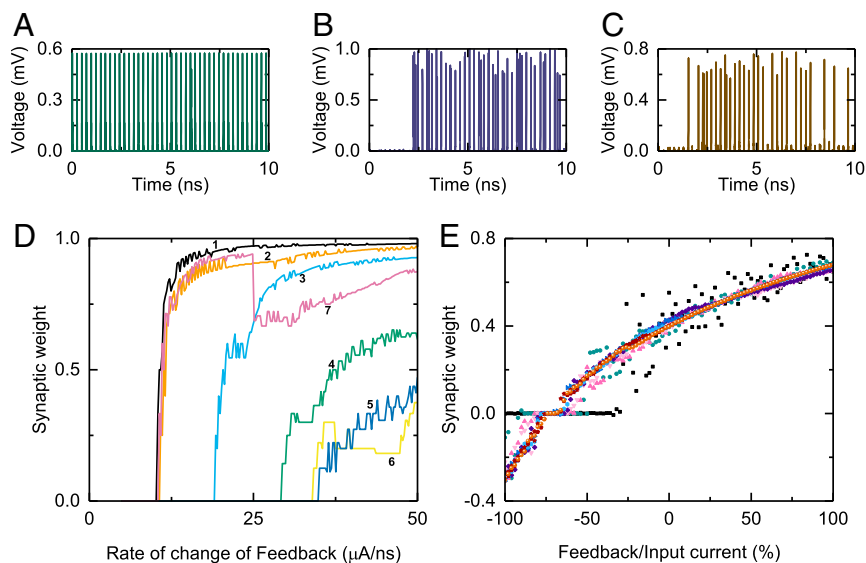 A
B
C
Voltage (mV)
0.6
0.3
0.0
0
5
10
Time (ns)
Voltage (mV)
1.0
0.5
0.0
0
5
10
Time (ns)
Voltage (mV)
0.8
0.4
0.0
0
5
10
Time (ns)
D
Synaptic weight
1.0
0.5
0.0
0
25
50
1
2
3
7
4
5
6
Rate of change of Feedback (μA/ns)
E
Synaptic weight
0.8
0.4
0.0
-0.4
-100
-50
0
50
100
Feedback/Input current (%)